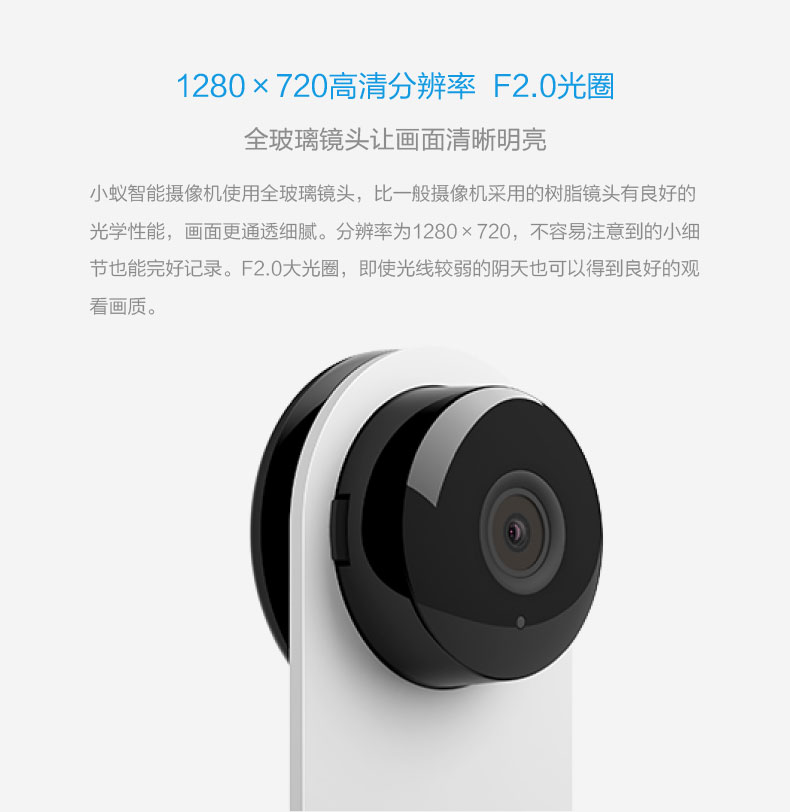 1280×720高清分辨率 F2.0光圈
全玻璃镜头让画面清晰明亮
小蚁智能摄像机使用全玻璃镜头，比一般摄像机采用的树脂镜头有良好的
光学性能，画面更通透细腻。分辨率为1280×720，不容易注意到的小细
节也能完好记录。F2.0大光圈，即使光线较弱的阴天也可以得到良好的观
看画质。